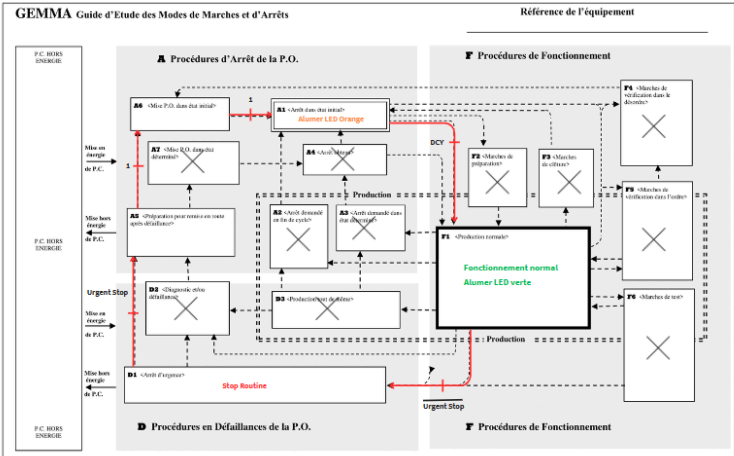 GEMMA Guide d'Etude des Modes de Marches et d'Arrêts
Référence de l'équipement
P.C. HORS
ENERGIE
A Procédures d'Arrêt de la P.O.
F Procédures de Fonctionnement
A6 <Mise P.O. dans état initial>
1
A1 <Arrêt dans état initial>
Alumer LED Orange
F4 <Marches de
vérification dans le
désordre>
A7 <Mise P.O. dans état
déterminé>
A4 <Arrêt obtenu>
DCY
F2 <Marches de
préparation>
F3 <Marches
de clôture>
Mise en
énergie
de P.C.
1
Production
F5 <Marches de
vérification dans l'ordre>
A5 <Préparation pour remise en route
après défaillance>
A2 <Arrêt demandé
en fin de cycle>
A3 <Arrêt demandé dans
état déterminé>
F1 <Production normale>
Fonctionnement normal
Alumer LED verte
Mise hors
énergie
de P.C.
P.C. HORS
ENERGIE
Urgent Stop
D2 <Diagnostic et/ou
défaillance>
D3 <Production tout de même>
F6 <Marches de test>
Mise en
énergie
de P.C.
Production
D1 <Arrêt d'urgence>
Stop Routine
Mise hors
énergie
de P.C.
Urgent Stop
P.C. HORS
ENERGIE
D Procédures en Défaillances de la P.O.
F Procédures de Fonctionnement